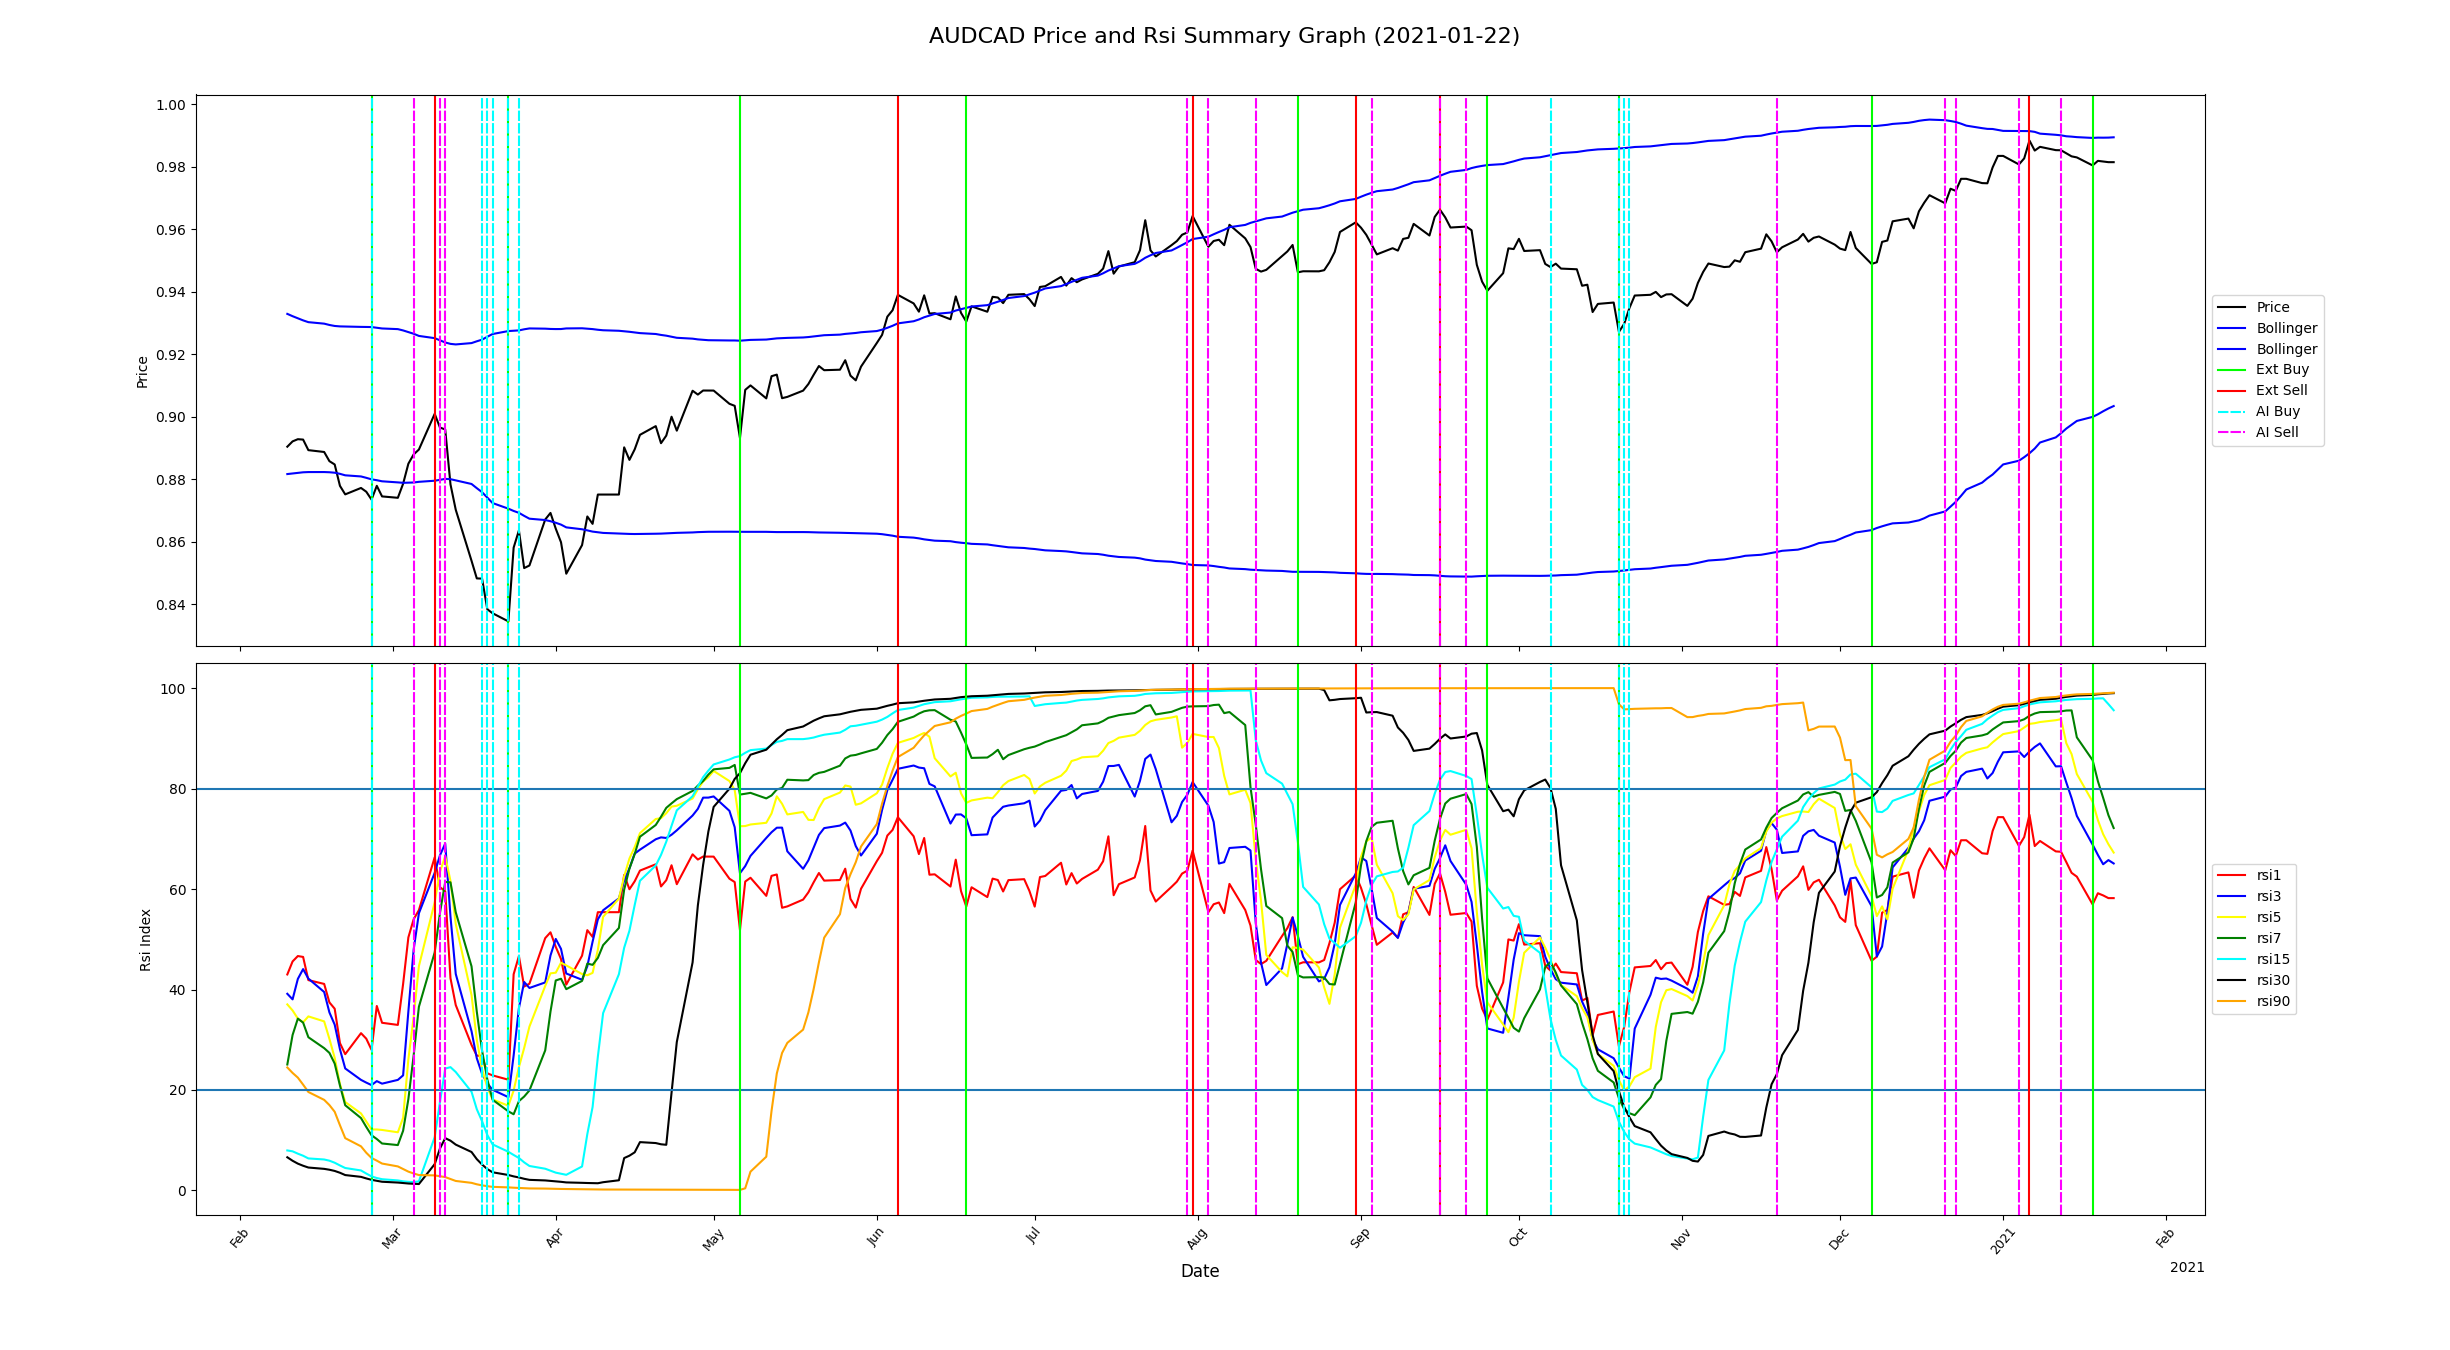 AUDCAD Price and Rsi Summary Graph (2021-01-22)
1.00
0.98
0.96
0.94
0.92
0.90
0.88
0.86
0.84
Price
Price
Bollinger
Bollinger
Ext Buy
Ext Sell
AI Buy
AI Sell
100
80
60
40
20
0
Rsi Index
rsi1
rsi3
rsi5
rsi7
rsi15
rsi30
rsi90
Feb
Mar
Apr
May
Jun
Jul
Aug
Sep
Oct
Nov
Dec
2021
Feb
Date
2021